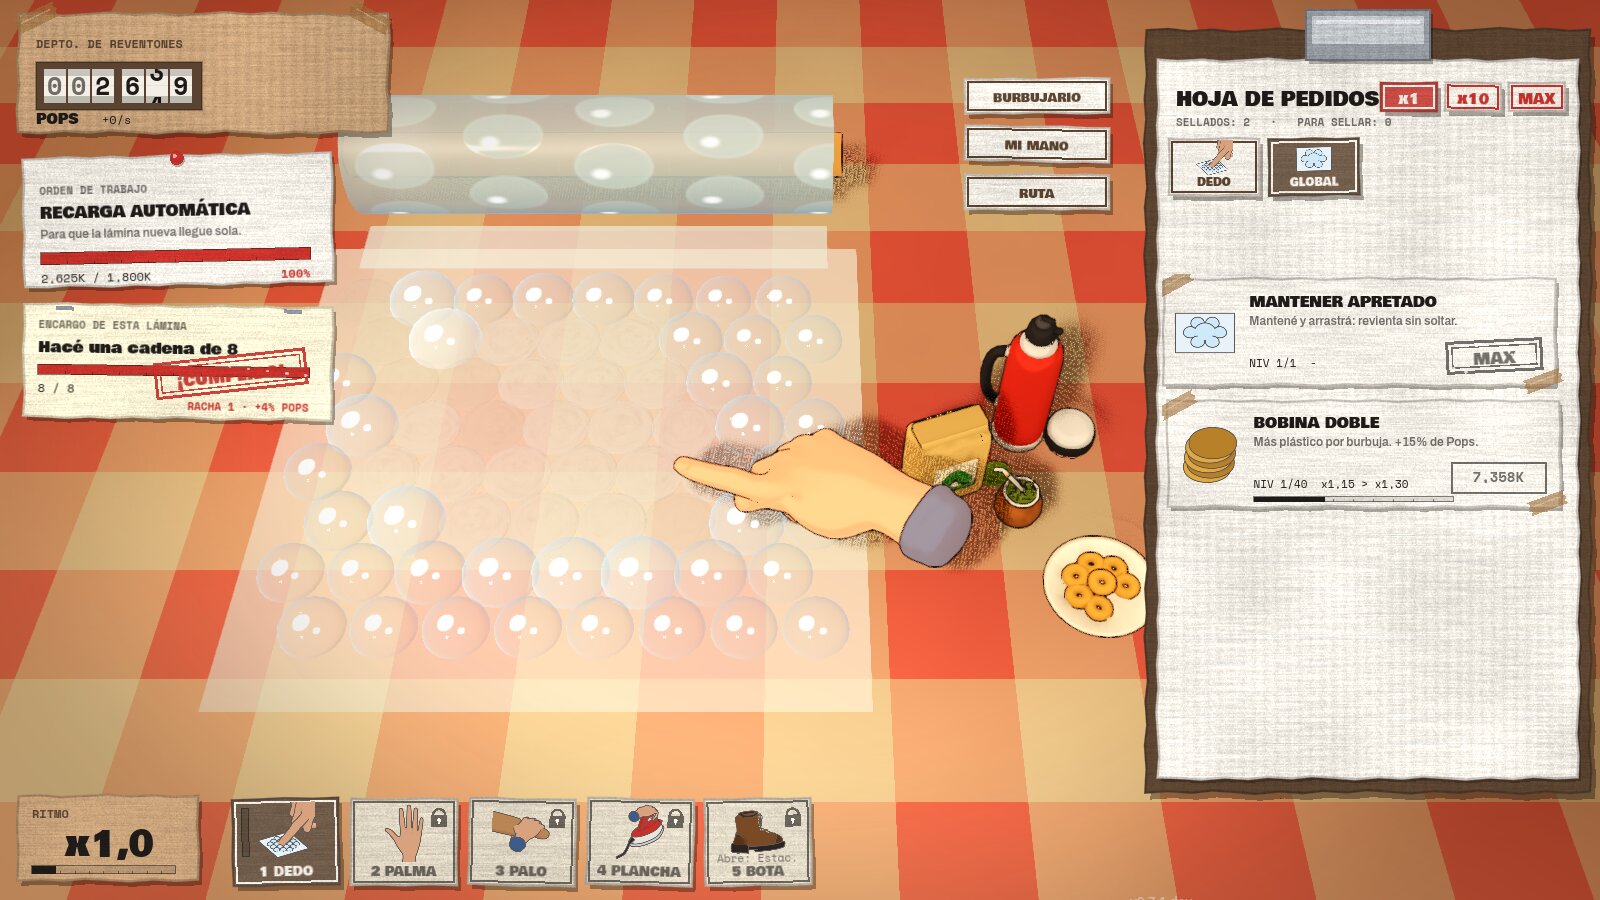 DEPTO. DE REVENTONES
POPS +0/s
ORDEN DE TRABAJO
RECARGA AUTOMÁTICA
Para que la lámina nueva llegue sola.
2,625K / 1,800K 100%
ENCARGO DE ESTA LÁMINA
Hacé una cadena de 8
8 / 8
RACHA 1 · +4% POPS
BURBUJARIO
MI MANO
RUTA
HOJA DE PEDIDOS x1 x10 MAX
SELLADOS: 2 · PARA SELLAR: 0
DEDO GLOBAL
MANTENER APRETADO
Mantené y arrastrá: revienta sin soltar.
NIV 1/1 - MAX
BOBINA DOBLE
Más plástico por burbuja. +15% de Pops.
NIV 1/40 x1,15 > x1,30 7,358K
RITMO
x1,0
1 DEDO
2 PALMA
3 PALO
4 PLANCHA
Abre: Estac.
5 BOTA